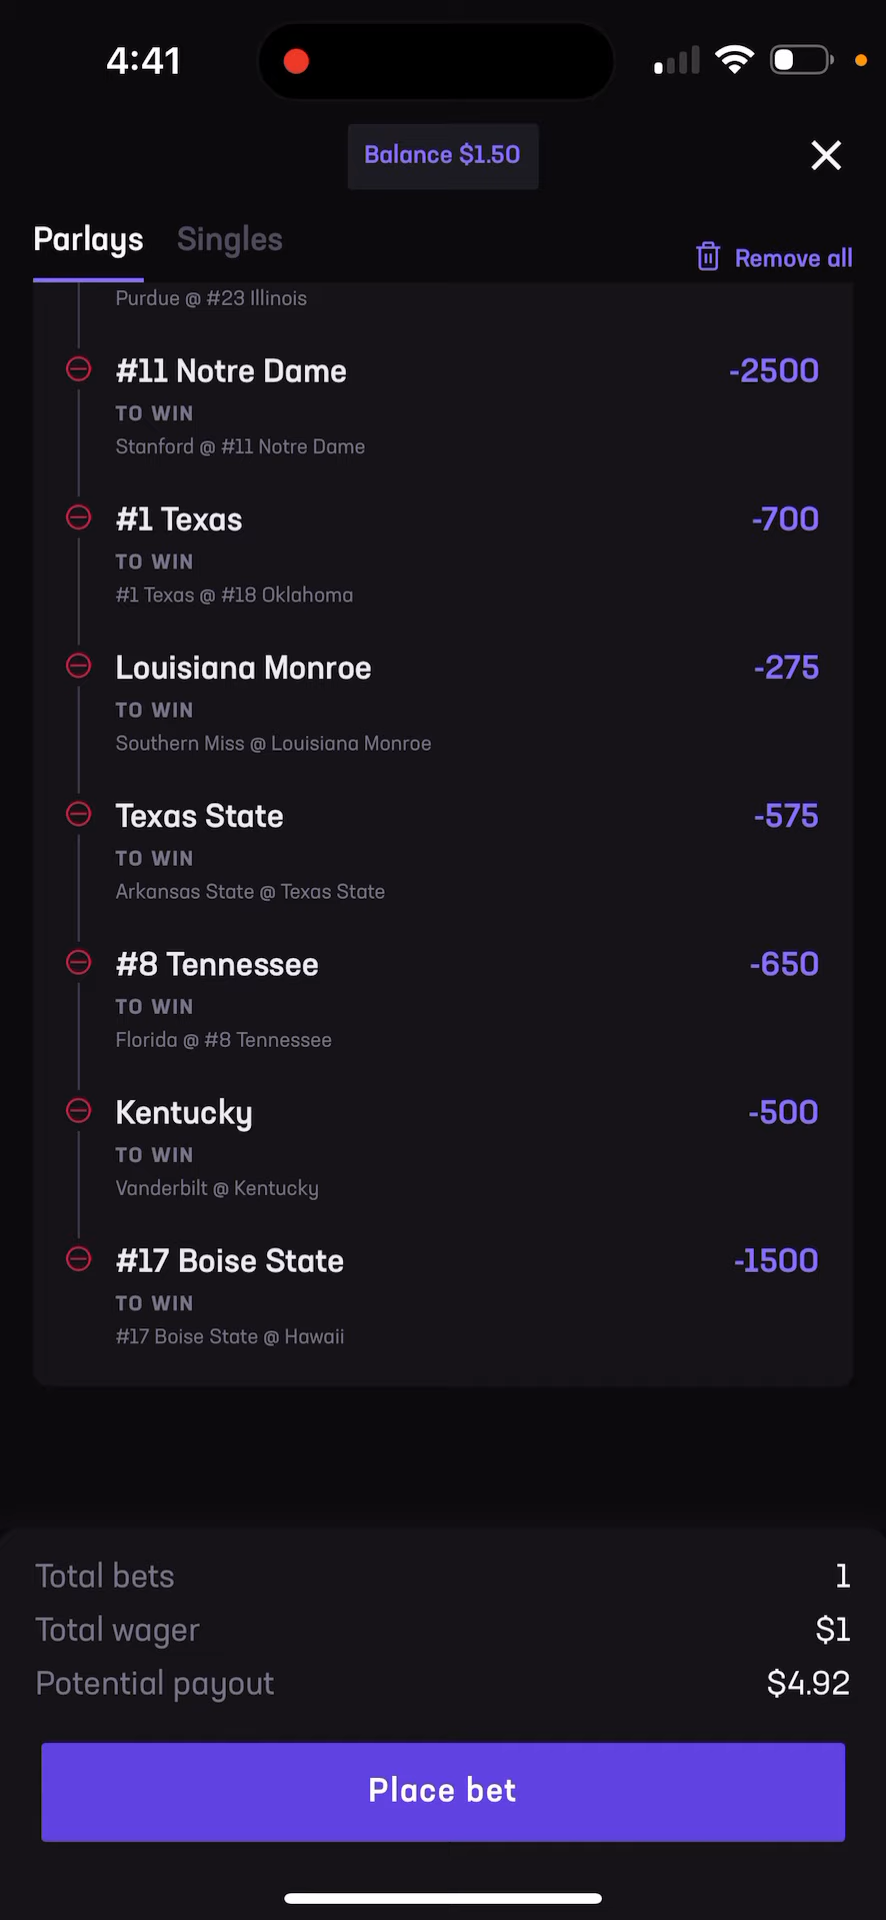 4:41
Balance $1.50
Parlays Singles
Remove all
Purdue @ #23 Illinois
#11 Notre Dame -2500
TO WIN
Stanford @ #11 Notre Dame
#1 Texas -700
TO WIN
#1 Texas @ #18 Oklahoma
Louisiana Monroe -275
TO WIN
Southern Miss @ Louisiana Monroe
Texas State -575
TO WIN
Arkansas State @ Texas State
#8 Tennessee -650
TO WIN
Florida @ #8 Tennessee
Kentucky -500
TO WIN
Vanderbilt @ Kentucky
#17 Boise State -1500
TO WIN
#17 Boise State @ Hawaii
Total bets 1
Total wager $1
Potential payout $4.92
Place bet